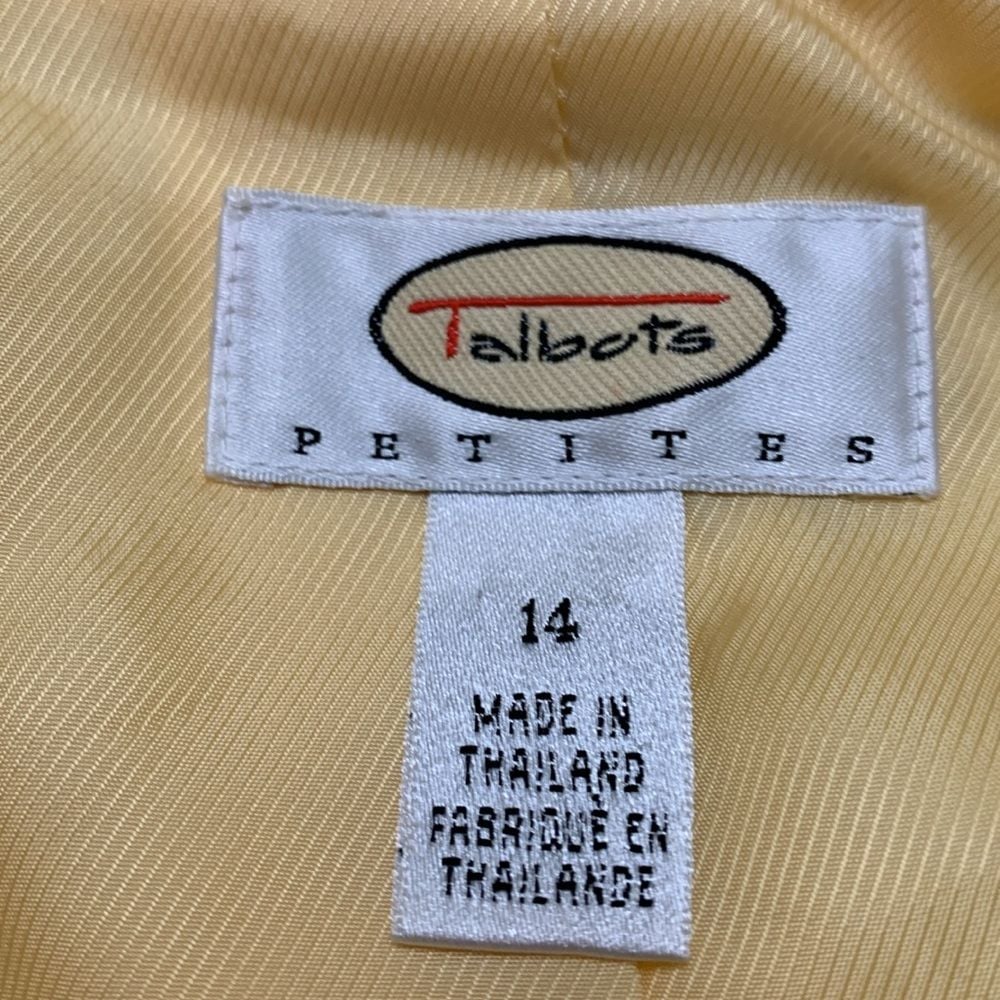 Talbots
PETITES
14
MADE IN
THAILAND
FABRIQUÉ EN
THAILANDE